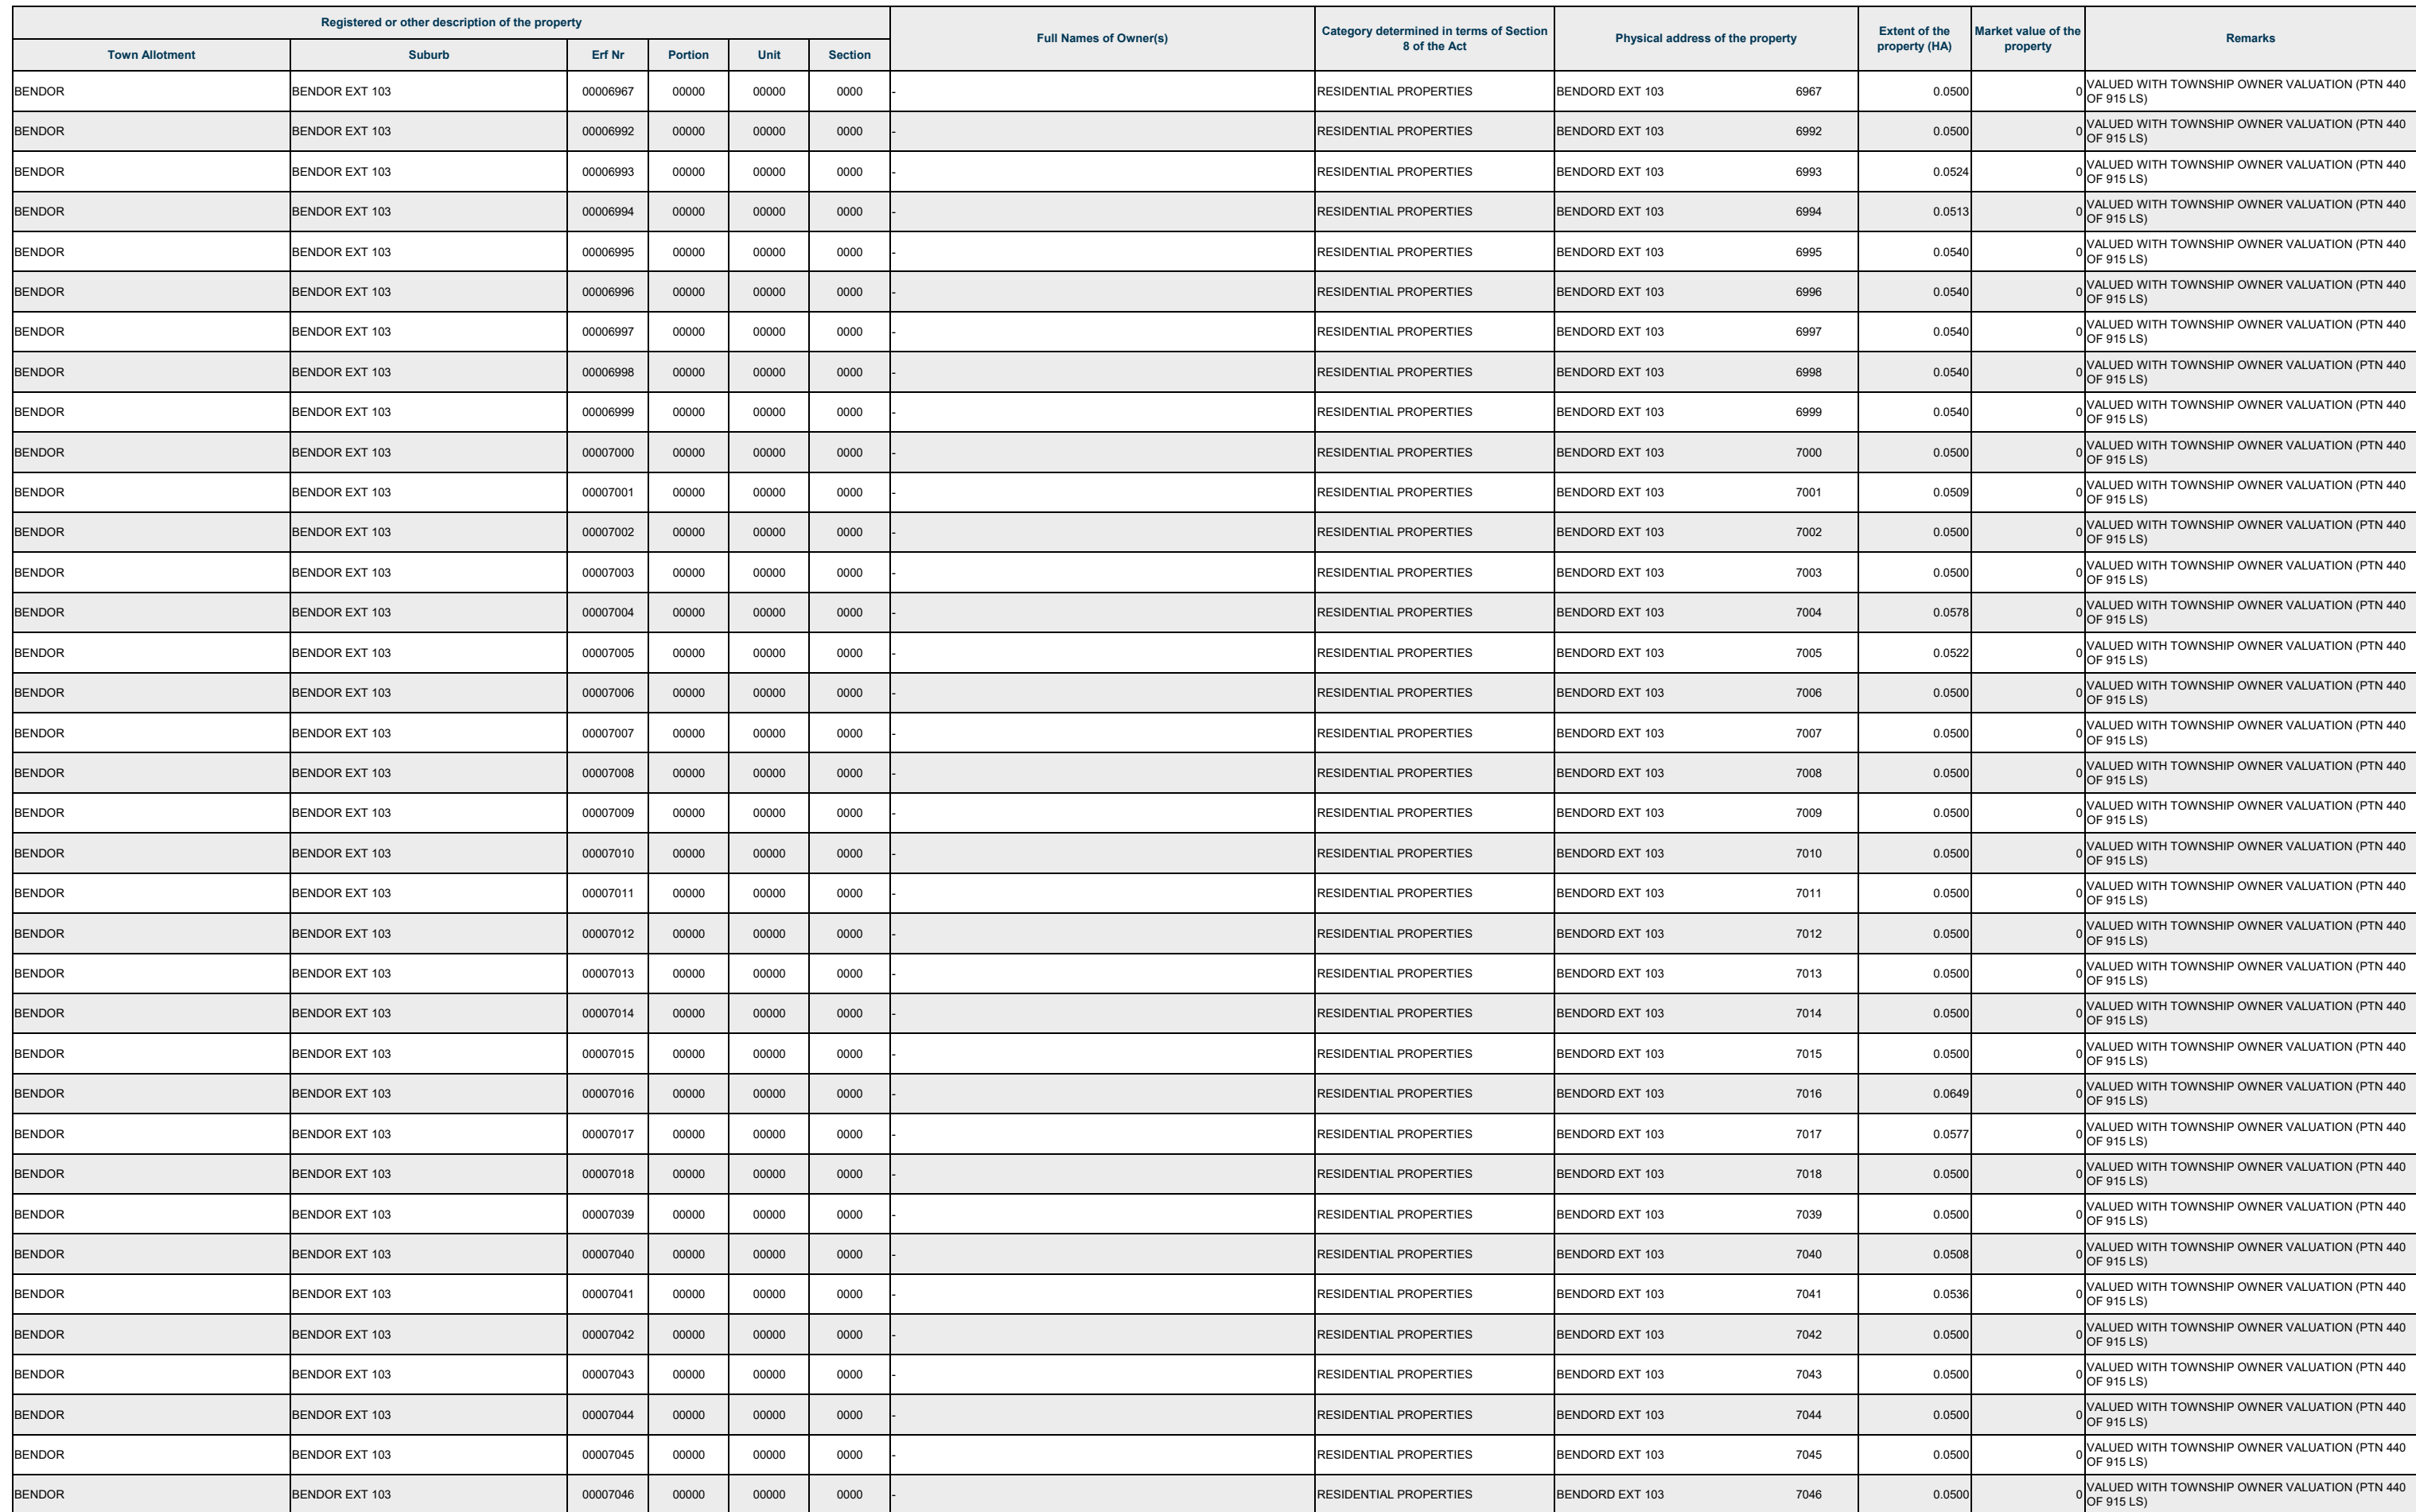 Registered or other description of the property
Full Names of Owner(s)
Category determined in terms of Section
8 of the Act
Physical address of the property
Extent of the
property (HA)
Market value of the
property
Remarks
Town Allotment Suburb Erf Nr Portion Unit Section
BENDOR BENDOR EXT 103 00006967 00000 00000 0000 - RESIDENTIAL PROPERTIES BENDORD EXT 103 6967 0.0500 0 VALUED WITH TOWNSHIP OWNER VALUATION (PTN 440
OF 915 LS)
BENDOR BENDOR EXT 103 00006992 00000 00000 0000 - RESIDENTIAL PROPERTIES BENDORD EXT 103 6992 0.0500 0 VALUED WITH TOWNSHIP OWNER VALUATION (PTN 440
OF 915 LS)
BENDOR BENDOR EXT 103 00006993 00000 00000 0000 - RESIDENTIAL PROPERTIES BENDORD EXT 103 6993 0.0524 0 VALUED WITH TOWNSHIP OWNER VALUATION (PTN 440
OF 915 LS)
BENDOR BENDOR EXT 103 00006994 00000 00000 0000 - RESIDENTIAL PROPERTIES BENDORD EXT 103 6994 0.0513 0 VALUED WITH TOWNSHIP OWNER VALUATION (PTN 440
OF 915 LS)
BENDOR BENDOR EXT 103 00006995 00000 00000 0000 - RESIDENTIAL PROPERTIES BENDORD EXT 103 6995 0.0540 0 VALUED WITH TOWNSHIP OWNER VALUATION (PTN 440
OF 915 LS)
BENDOR BENDOR EXT 103 00006996 00000 00000 0000 - RESIDENTIAL PROPERTIES BENDORD EXT 103 6996 0.0540 0 VALUED WITH TOWNSHIP OWNER VALUATION (PTN 440
OF 915 LS)
BENDOR BENDOR EXT 103 00006997 00000 00000 0000 - RESIDENTIAL PROPERTIES BENDORD EXT 103 6997 0.0540 0 VALUED WITH TOWNSHIP OWNER VALUATION (PTN 440
OF 915 LS)
BENDOR BENDOR EXT 103 00006998 00000 00000 0000 - RESIDENTIAL PROPERTIES BENDORD EXT 103 6998 0.0540 0 VALUED WITH TOWNSHIP OWNER VALUATION (PTN 440
OF 915 LS)
BENDOR BENDOR EXT 103 00006999 00000 00000 0000 - RESIDENTIAL PROPERTIES BENDORD EXT 103 6999 0.0540 0 VALUED WITH TOWNSHIP OWNER VALUATION (PTN 440
OF 915 LS)
BENDOR BENDOR EXT 103 00007000 00000 00000 0000 - RESIDENTIAL PROPERTIES BENDORD EXT 103 7000 0.0500 0 VALUED WITH TOWNSHIP OWNER VALUATION (PTN 440
OF 915 LS)
BENDOR BENDOR EXT 103 00007001 00000 00000 0000 - RESIDENTIAL PROPERTIES BENDORD EXT 103 7001 0.0509 0 VALUED WITH TOWNSHIP OWNER VALUATION (PTN 440
OF 915 LS)
BENDOR BENDOR EXT 103 00007002 00000 00000 0000 - RESIDENTIAL PROPERTIES BENDORD EXT 103 7002 0.0500 0 VALUED WITH TOWNSHIP OWNER VALUATION (PTN 440
OF 915 LS)
BENDOR BENDOR EXT 103 00007003 00000 00000 0000 - RESIDENTIAL PROPERTIES BENDORD EXT 103 7003 0.0500 0 VALUED WITH TOWNSHIP OWNER VALUATION (PTN 440
OF 915 LS)
BENDOR BENDOR EXT 103 00007004 00000 00000 0000 - RESIDENTIAL PROPERTIES BENDORD EXT 103 7004 0.0578 0 VALUED WITH TOWNSHIP OWNER VALUATION (PTN 440
OF 915 LS)
BENDOR BENDOR EXT 103 00007005 00000 00000 0000 - RESIDENTIAL PROPERTIES BENDORD EXT 103 7005 0.0522 0 VALUED WITH TOWNSHIP OWNER VALUATION (PTN 440
OF 915 LS)
BENDOR BENDOR EXT 103 00007006 00000 00000 0000 - RESIDENTIAL PROPERTIES BENDORD EXT 103 7006 0.0500 0 VALUED WITH TOWNSHIP OWNER VALUATION (PTN 440
OF 915 LS)
BENDOR BENDOR EXT 103 00007007 00000 00000 0000 - RESIDENTIAL PROPERTIES BENDORD EXT 103 7007 0.0500 0 VALUED WITH TOWNSHIP OWNER VALUATION (PTN 440
OF 915 LS)
BENDOR BENDOR EXT 103 00007008 00000 00000 0000 - RESIDENTIAL PROPERTIES BENDORD EXT 103 7008 0.0500 0 VALUED WITH TOWNSHIP OWNER VALUATION (PTN 440
OF 915 LS)
BENDOR BENDOR EXT 103 00007009 00000 00000 0000 - RESIDENTIAL PROPERTIES BENDORD EXT 103 7009 0.0500 0 VALUED WITH TOWNSHIP OWNER VALUATION (PTN 440
OF 915 LS)
BENDOR BENDOR EXT 103 00007010 00000 00000 0000 - RESIDENTIAL PROPERTIES BENDORD EXT 103 7010 0.0500 0 VALUED WITH TOWNSHIP OWNER VALUATION (PTN 440
OF 915 LS)
BENDOR BENDOR EXT 103 00007011 00000 00000 0000 - RESIDENTIAL PROPERTIES BENDORD EXT 103 7011 0.0500 0 VALUED WITH TOWNSHIP OWNER VALUATION (PTN 440
OF 915 LS)
BENDOR BENDOR EXT 103 00007012 00000 00000 0000 - RESIDENTIAL PROPERTIES BENDORD EXT 103 7012 0.0500 0 VALUED WITH TOWNSHIP OWNER VALUATION (PTN 440
OF 915 LS)
BENDOR BENDOR EXT 103 00007013 00000 00000 0000 - RESIDENTIAL PROPERTIES BENDORD EXT 103 7013 0.0500 0 VALUED WITH TOWNSHIP OWNER VALUATION (PTN 440
OF 915 LS)
BENDOR BENDOR EXT 103 00007014 00000 00000 0000 - RESIDENTIAL PROPERTIES BENDORD EXT 103 7014 0.0500 0 VALUED WITH TOWNSHIP OWNER VALUATION (PTN 440
OF 915 LS)
BENDOR BENDOR EXT 103 00007015 00000 00000 0000 - RESIDENTIAL PROPERTIES BENDORD EXT 103 7015 0.0500 0 VALUED WITH TOWNSHIP OWNER VALUATION (PTN 440
OF 915 LS)
BENDOR BENDOR EXT 103 00007016 00000 00000 0000 - RESIDENTIAL PROPERTIES BENDORD EXT 103 7016 0.0649 0 VALUED WITH TOWNSHIP OWNER VALUATION (PTN 440
OF 915 LS)
BENDOR BENDOR EXT 103 00007017 00000 00000 0000 - RESIDENTIAL PROPERTIES BENDORD EXT 103 7017 0.0577 0 VALUED WITH TOWNSHIP OWNER VALUATION (PTN 440
OF 915 LS)
BENDOR BENDOR EXT 103 00007018 00000 00000 0000 - RESIDENTIAL PROPERTIES BENDORD EXT 103 7018 0.0500 0 VALUED WITH TOWNSHIP OWNER VALUATION (PTN 440
OF 915 LS)
BENDOR BENDOR EXT 103 00007039 00000 00000 0000 - RESIDENTIAL PROPERTIES BENDORD EXT 103 7039 0.0500 0 VALUED WITH TOWNSHIP OWNER VALUATION (PTN 440
OF 915 LS)
BENDOR BENDOR EXT 103 00007040 00000 00000 0000 - RESIDENTIAL PROPERTIES BENDORD EXT 103 7040 0.0508 0 VALUED WITH TOWNSHIP OWNER VALUATION (PTN 440
OF 915 LS)
BENDOR BENDOR EXT 103 00007041 00000 00000 0000 - RESIDENTIAL PROPERTIES BENDORD EXT 103 7041 0.0536 0 VALUED WITH TOWNSHIP OWNER VALUATION (PTN 440
OF 915 LS)
BENDOR BENDOR EXT 103 00007042 00000 00000 0000 - RESIDENTIAL PROPERTIES BENDORD EXT 103 7042 0.0500 0 VALUED WITH TOWNSHIP OWNER VALUATION (PTN 440
OF 915 LS)
BENDOR BENDOR EXT 103 00007043 00000 00000 0000 - RESIDENTIAL PROPERTIES BENDORD EXT 103 7043 0.0500 0 VALUED WITH TOWNSHIP OWNER VALUATION (PTN 440
OF 915 LS)
BENDOR BENDOR EXT 103 00007044 00000 00000 0000 - RESIDENTIAL PROPERTIES BENDORD EXT 103 7044 0.0500 0 VALUED WITH TOWNSHIP OWNER VALUATION (PTN 440
OF 915 LS)
BENDOR BENDOR EXT 103 00007045 00000 00000 0000 - RESIDENTIAL PROPERTIES BENDORD EXT 103 7045 0.0500 0 VALUED WITH TOWNSHIP OWNER VALUATION (PTN 440
OF 915 LS)
BENDOR BENDOR EXT 103 00007046 00000 00000 0000 - RESIDENTIAL PROPERTIES BENDORD EXT 103 7046 0.0500 0 VALUED WITH TOWNSHIP OWNER VALUATION (PTN 440
OF 915 LS)